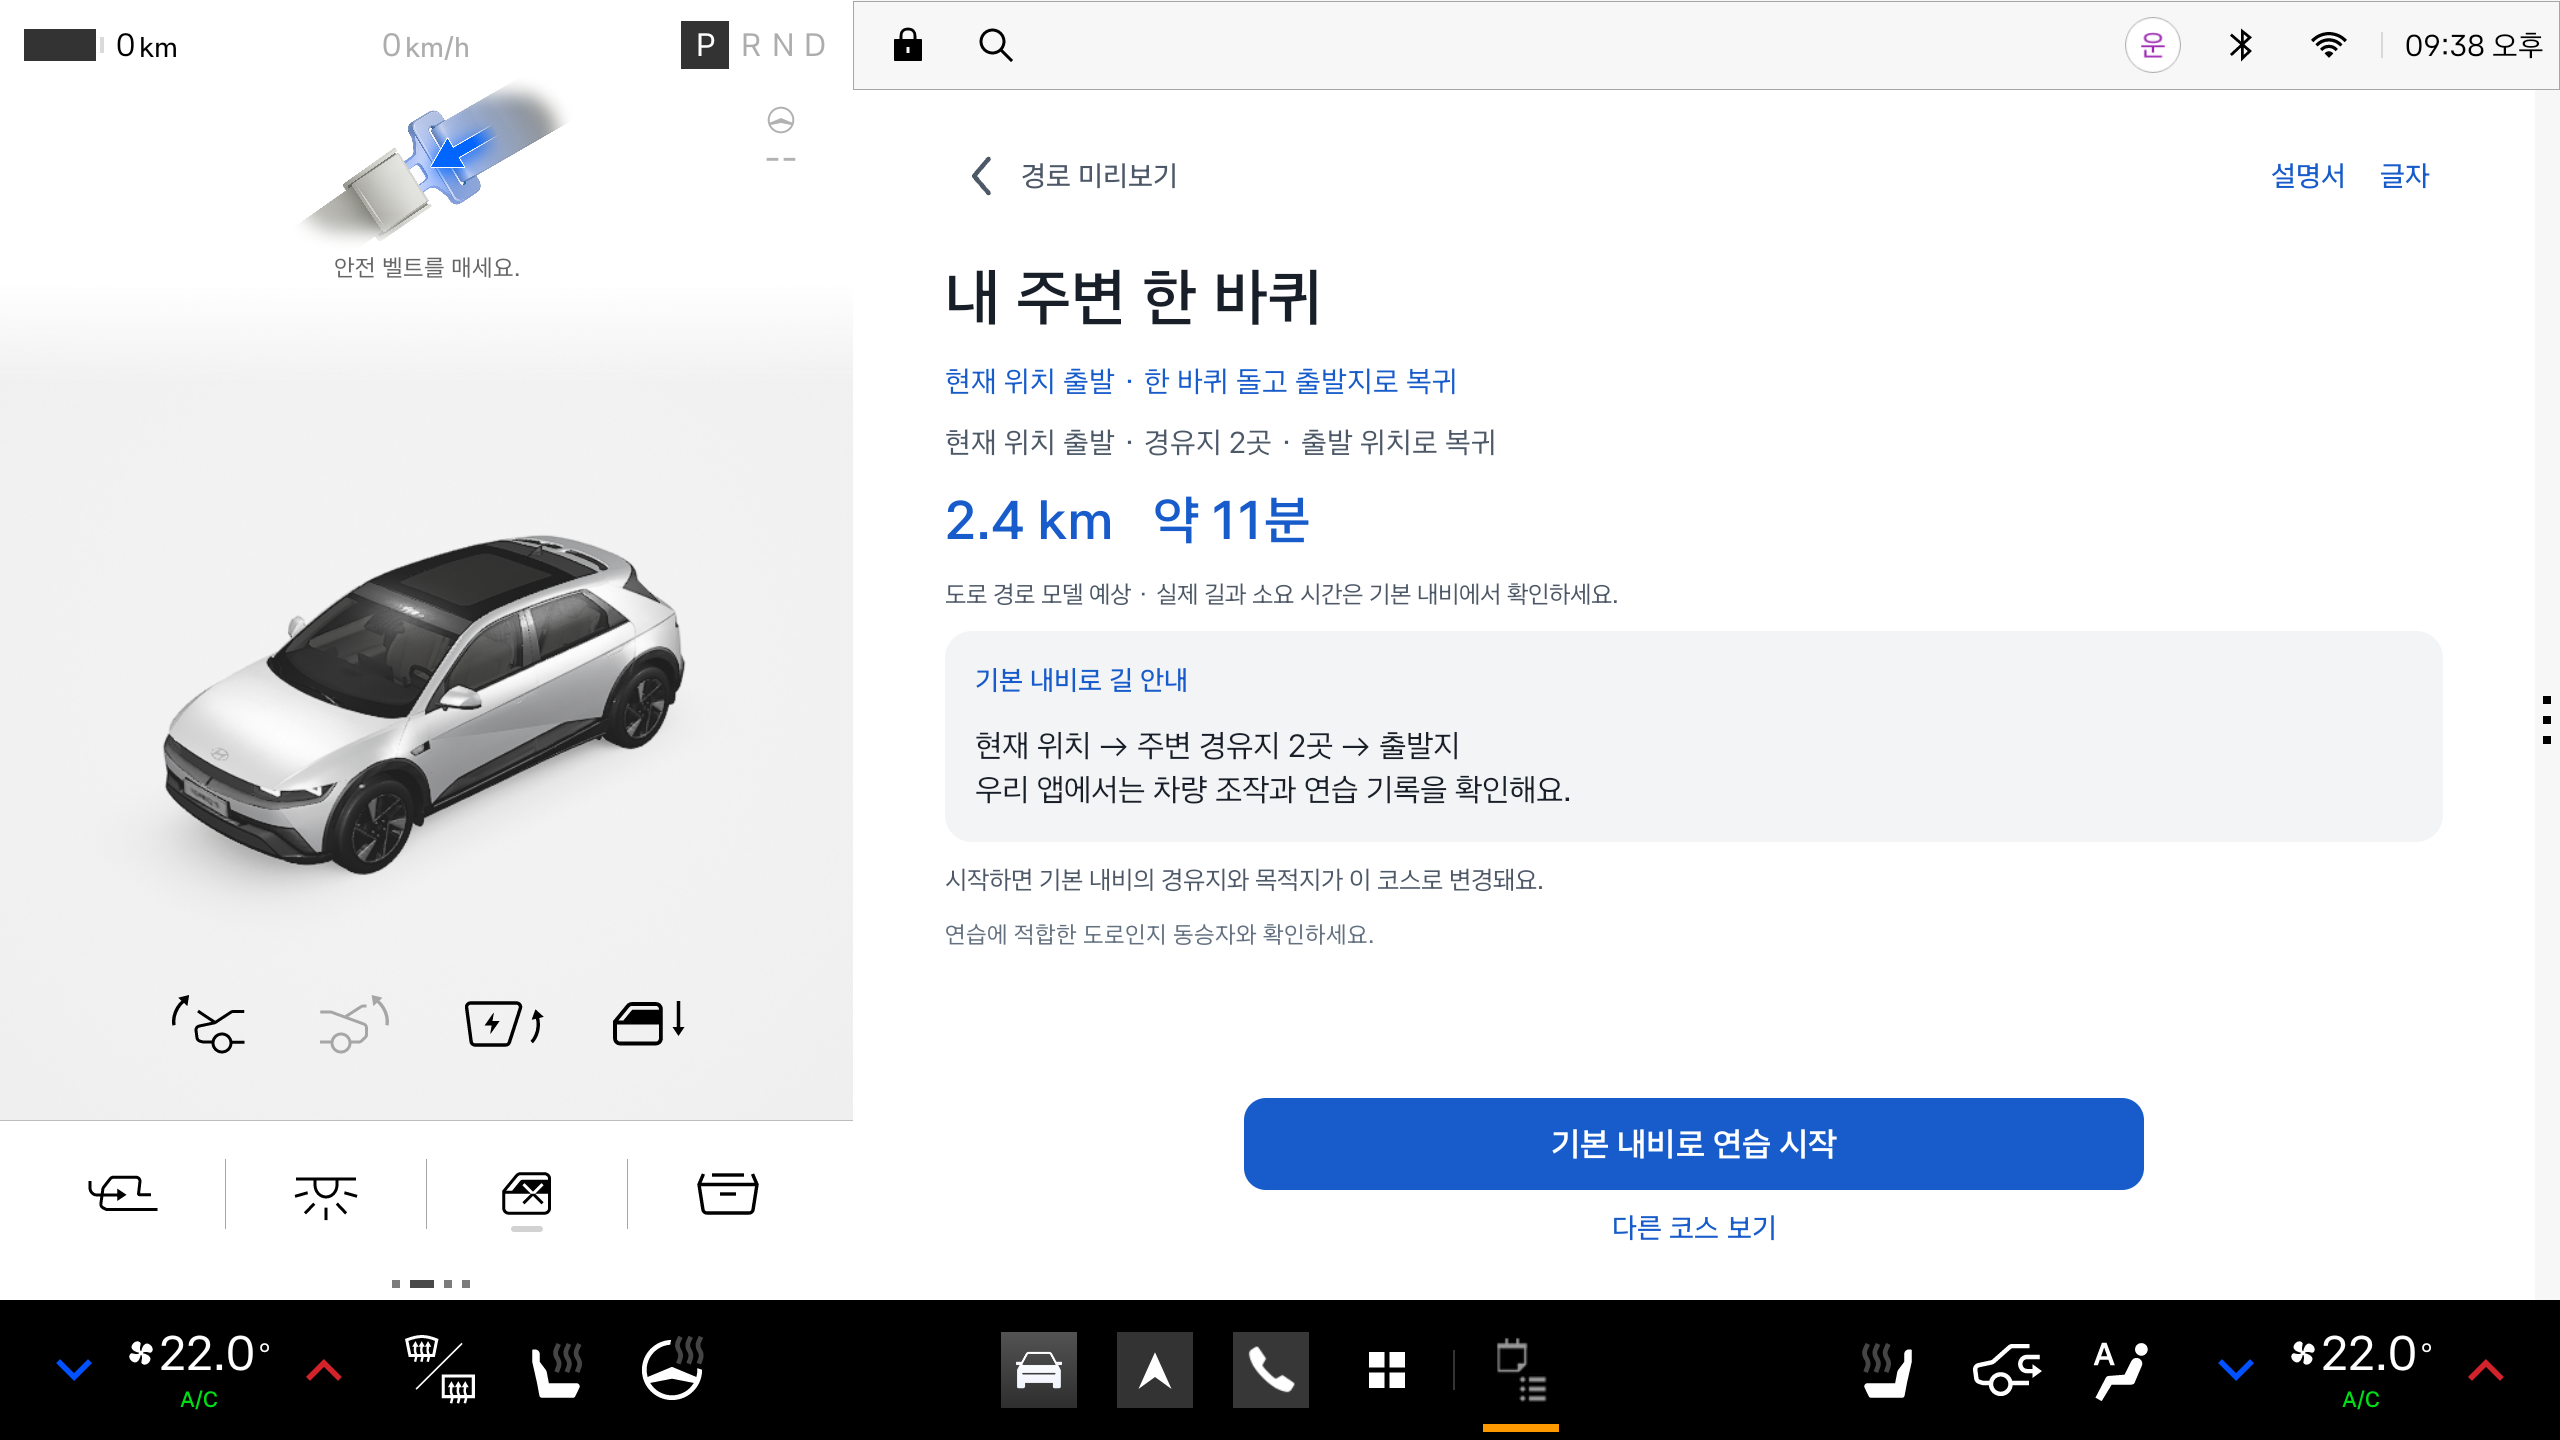 0 km
0 km/h
P R N D
운
09:38 오후
안전 벨트를 매세요.
경로 미리보기
설명서
글자
내 주변 한 바퀴
현재 위치 출발 · 한 바퀴 돌고 출발지로 복귀
현재 위치 출발 · 경유지 2곳 · 출발 위치로 복귀
2.4 km 약 11분
도로 경로 모델 예상 · 실제 길과 소요 시간은 기본 내비에서 확인하세요.
기본 내비로 길 안내
현재 위치 → 주변 경유지 2곳 → 출발지
우리 앱에서는 차량 조작과 연습 기록을 확인해요.
시작하면 기본 내비의 경유지와 목적지가 이 코스로 변경돼요.
연습에 적합한 도로인지 동승자와 확인하세요.
기본 내비로 연습 시작
다른 코스 보기
22.0°
A/C
A
22.0°
A/C